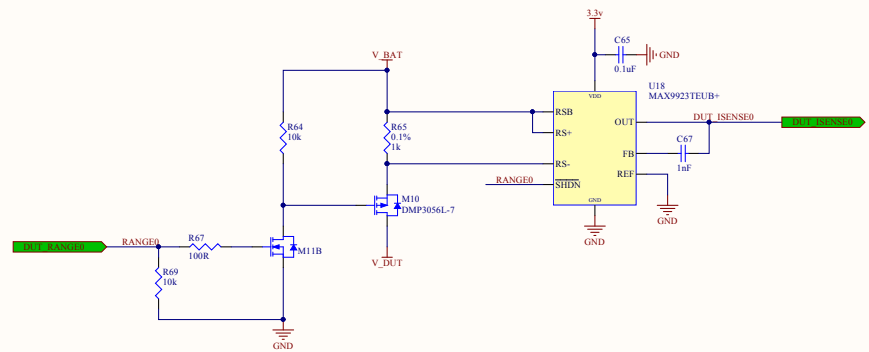 3.3v
C65
0.1uF
GND
V_BAT
U18
MAX9923TEUB+
R64
10k
R65
0.1%
1k
VDD
RSB
RS+
RS-
SHDN
OUT
FB
REF
GND
DUT_ISENSE0
DUT_ISENSE0
C67
1nF
RANGE0
GND
GND
M10
DMP3056L-7
V_DUT
DUT_RANGE0
RANGE0
R67
100R
M11B
R69
10k
GND